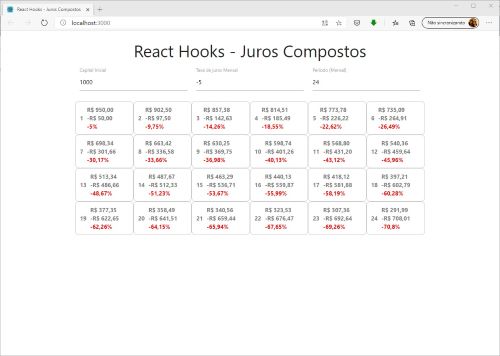 React Hooks - Juros Compostos
localhost:3000
Não sincronizando
React Hooks - Juros Compostos
Capital Inicial Taxa de juros Mensal Período (Mensal)
1000 -5 24
R$ 950,00 R$ 902,50 R$ 857,38 R$ 814,51 R$ 773,78 R$ 735,09
1 -R$ 50,00 2 -R$ 97,50 3 -R$ 142,63 4 -R$ 185,49 5 -R$ 226,22 6 -R$ 264,91
-5% -9,75% -14,26% -18,55% -22,62% -26,49%
R$ 698,34 R$ 663,42 R$ 630,25 R$ 598,74 R$ 568,80 R$ 540,36
7 -R$ 301,66 8 -R$ 336,58 9 -R$ 369,75 10 -R$ 401,26 11 -R$ 431,20 12 -R$ 459,64
-30,17% -33,66% -36,98% -40,13% -43,12% -45,96%
R$ 513,34 R$ 487,67 R$ 463,29 R$ 440,13 R$ 418,12 R$ 397,21
13 -R$ 486,66 14 -R$ 512,33 15 -R$ 536,71 16 -R$ 559,87 17 -R$ 581,88 18 -R$ 602,79
-48,67% -51,23% -53,67% -55,99% -58,19% -60,28%
R$ 377,35 R$ 358,49 R$ 340,56 R$ 323,53 R$ 307,36 R$ 291,99
19 -R$ 622,65 20 -R$ 641,51 21 -R$ 659,44 22 -R$ 676,47 23 -R$ 692,64 24 -R$ 708,01
-62,26% -64,15% -65,94% -67,65% -69,26% -70,8%